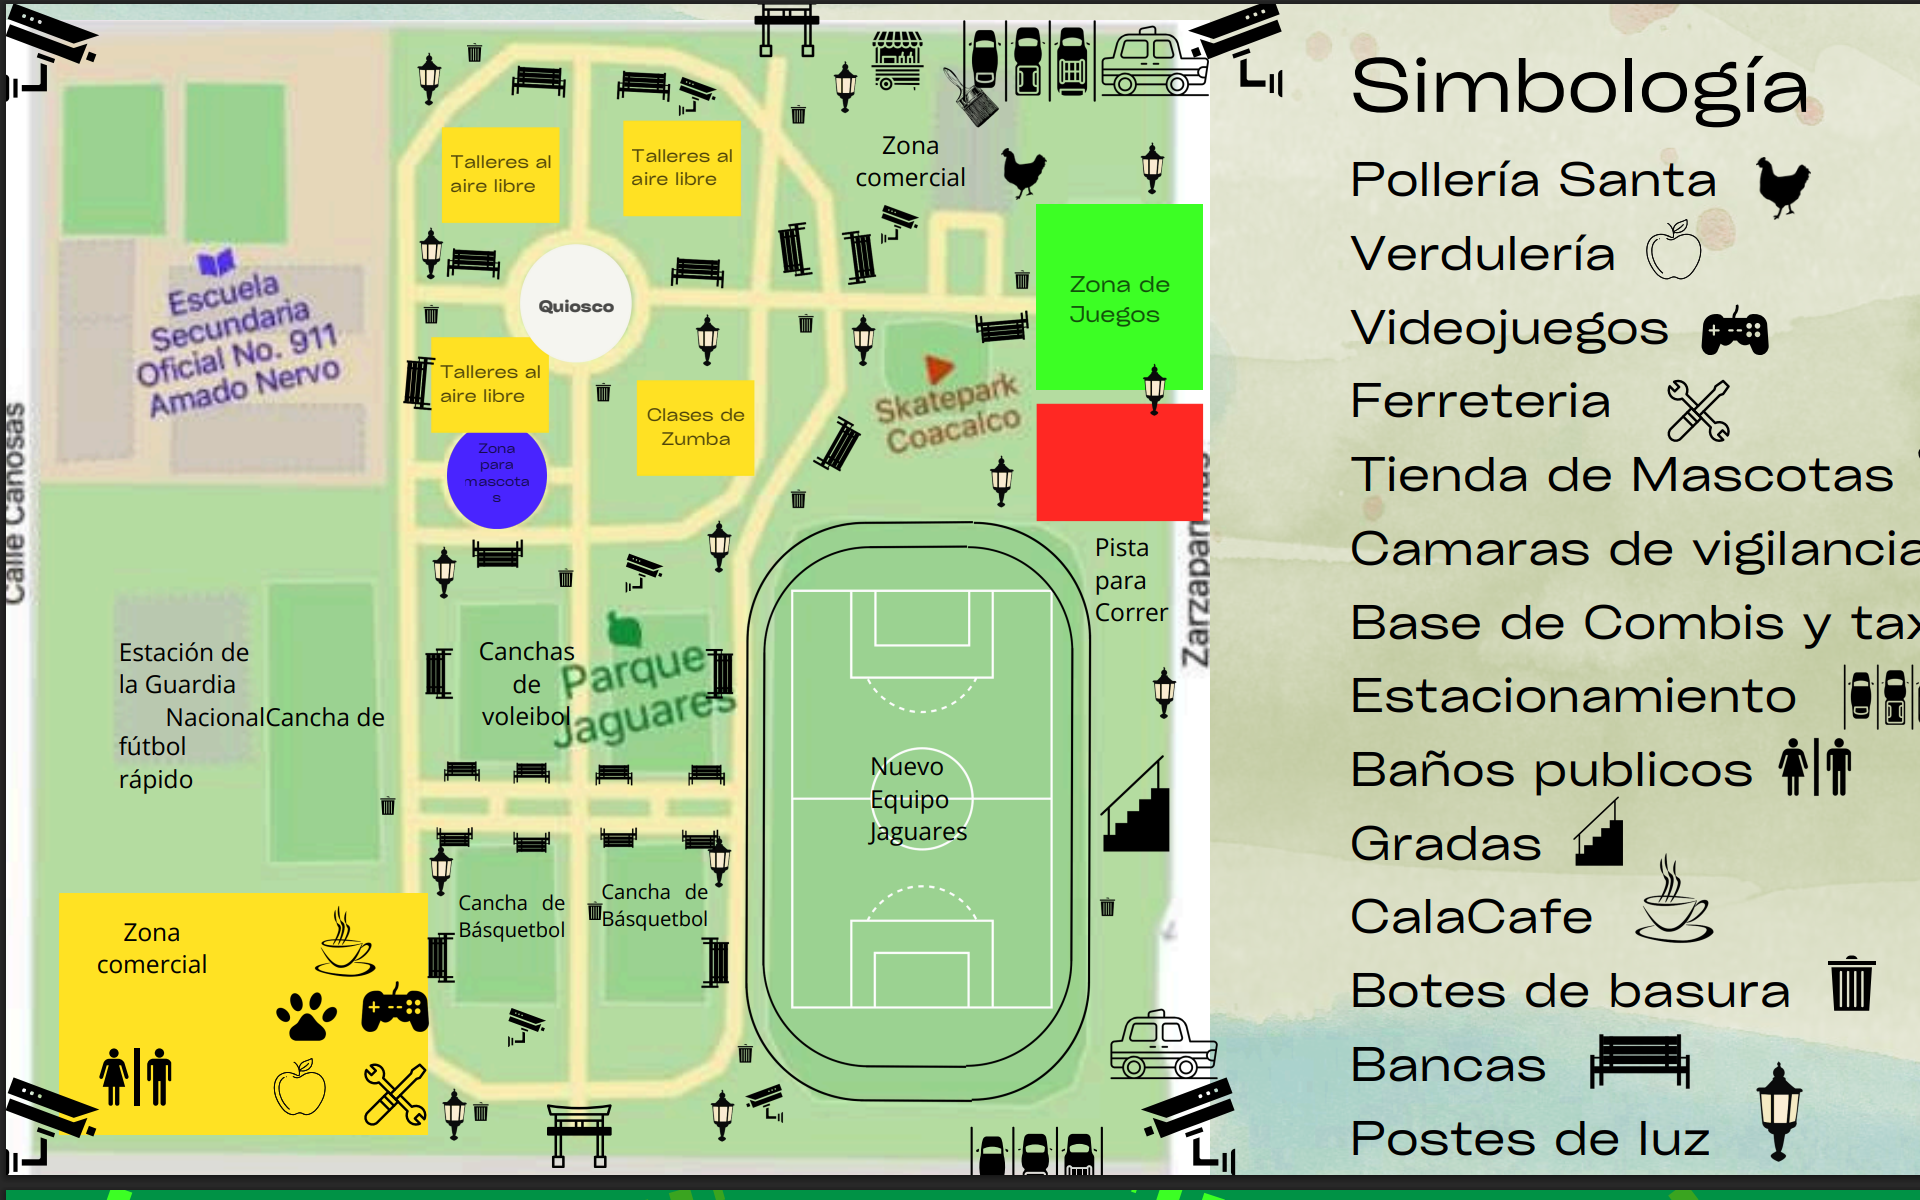 Talleres al
aire libre
Talleres al
aire libre
Zona
comercial
Escuela
Secundaria
Oficial No. 911
Amado Nervo
Quiosco
Zona de
Juegos
Talleres al
aire libre
Clases de
Zumba
Skatepark
Coacalco
Zona
para
mascota
s
Calle Canosas
Pista
para
Correr
Estación de
la Guardia
NacionalCancha de
fútbol
rápido
Canchas
de
voleibol
Parque
Jaguares
Nuevo
Equipo
Jaguares
Cancha de
Básquetbol
Cancha de
Básquetbol
Zona
comercial
Simbología
Pollería Santa
Verdulería
Videojuegos
Ferreteria
Tienda de Mascotas
Camaras de vigilancia
Base de Combis y tax
Estacionamiento
Baños publicos
Gradas
CalaCafe
Botes de basura
Bancas
Postes de luz